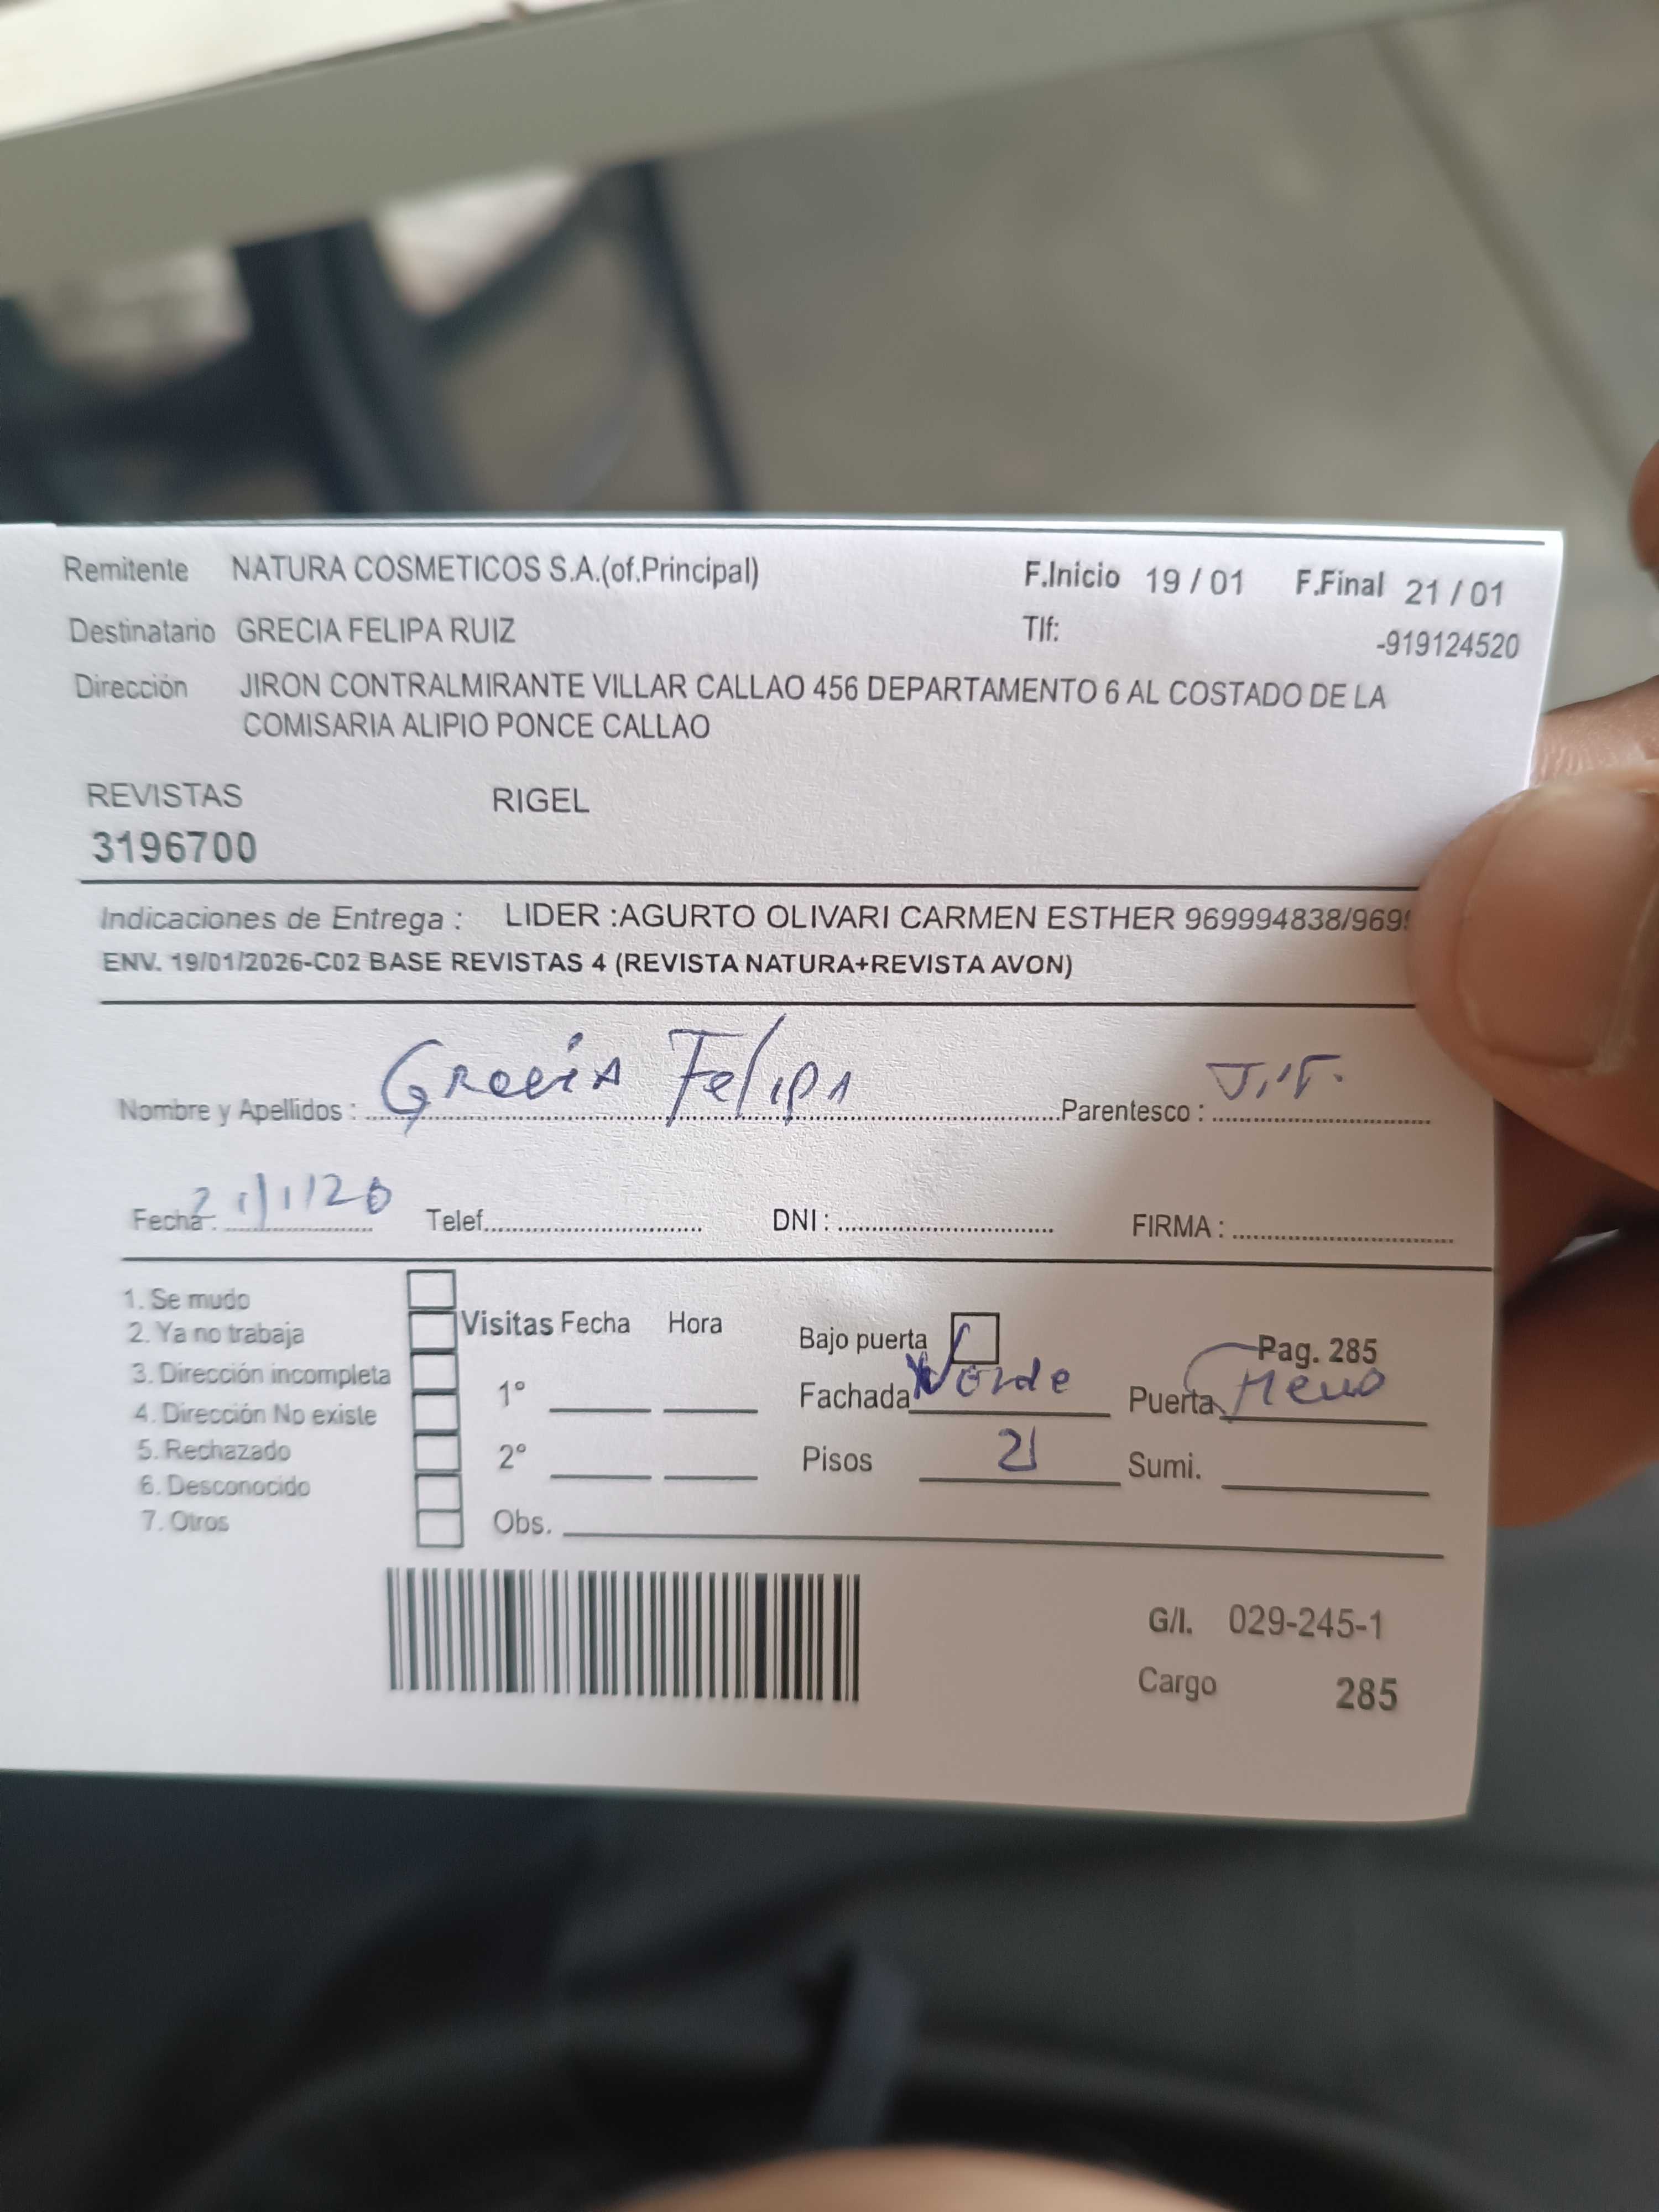 Remitente NATURA COSMETICOS S.A.(of.Principal) F.Inicio 19 / 01 F.Final 21 / 01
Destinatario GRECIA FELIPA RUIZ Tlf: -919124520
Dirección JIRON CONTRALMIRANTE VILLAR CALLAO 456 DEPARTAMENTO 6 AL COSTADO DE LA
COMISARIA ALIPIO PONCE CALLAO
REVISTAS RIGEL
3196700
Indicaciones de Entrega : LIDER :AGURTO OLIVARI CARMEN ESTHER 969994838/969
ENV. 19/01/2026-C02 BASE REVISTAS 4 (REVISTA NATURA+REVISTA AVON)
Nombre y Apellidos : Grecia Felipa Parentesco :
Fecha : 21/1/26 Telef. DNI : FIRMA :
1. Se mudo
2. Ya no trabaja
3. Dirección incompleta
4. Dirección No existe
5. Rechazado
6. Desconocido
7. Otros
Visitas Fecha Hora
1°
2°
Obs.
Bajo puerta Pag. 285
Fachada Verde Puerta
Pisos 2 Sumi.
G/I. 029-245-1
Cargo 285